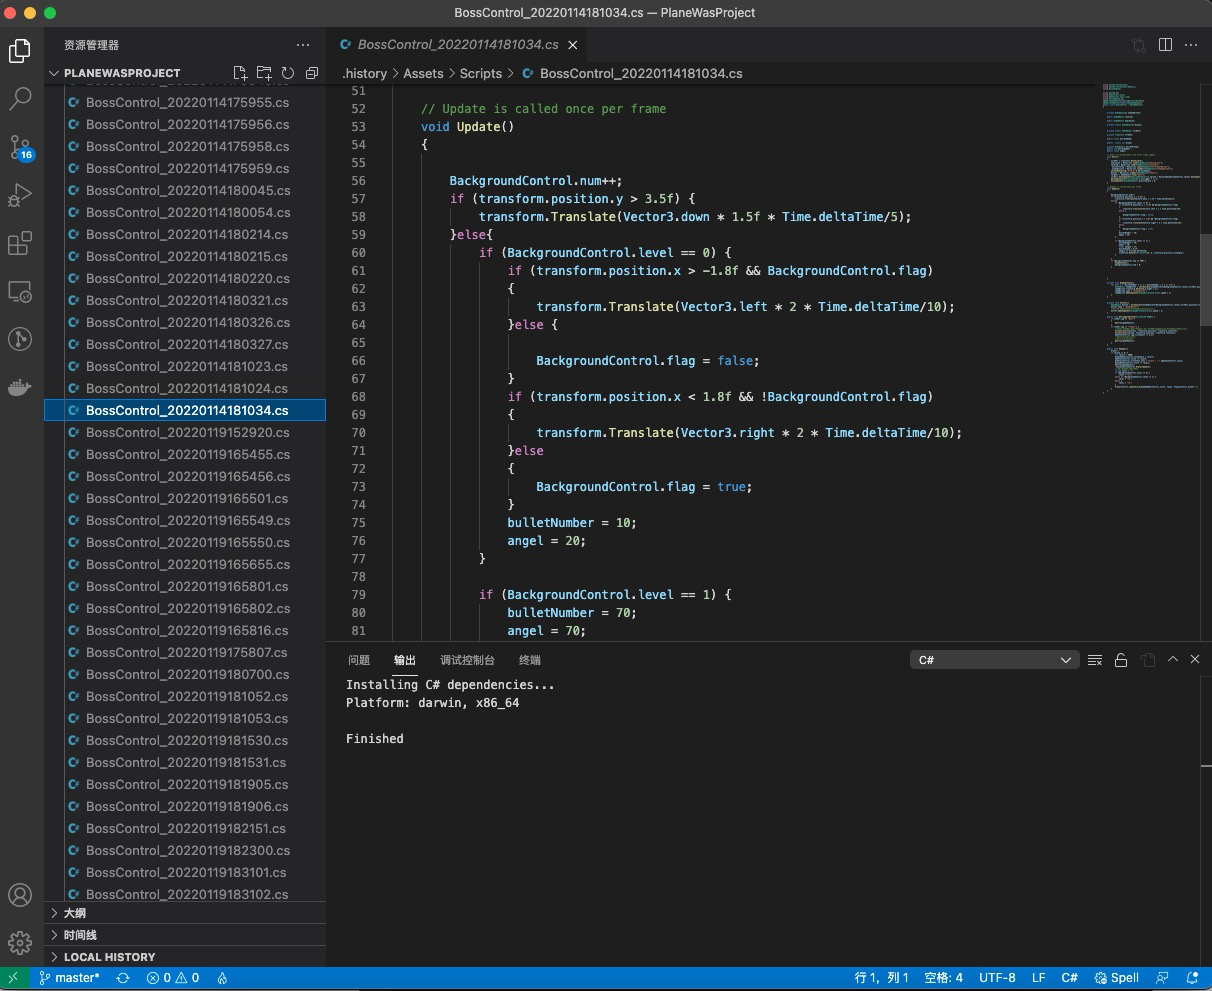 BossControl_20220114181034.cs — PlaneWasProject
资源管理器
PLANEWASPROJECT
BossControl_20220114175955.cs
BossControl_20220114175956.cs
BossControl_20220114175958.cs
BossControl_20220114175959.cs
BossControl_20220114180045.cs
BossControl_20220114180054.cs
BossControl_20220114180214.cs
BossControl_20220114180215.cs
BossControl_20220114180220.cs
BossControl_20220114180321.cs
BossControl_20220114180326.cs
BossControl_20220114180327.cs
BossControl_20220114181023.cs
BossControl_20220114181024.cs
BossControl_20220114181034.cs
BossControl_20220119152920.cs
BossControl_20220119165455.cs
BossControl_20220119165456.cs
BossControl_20220119165501.cs
BossControl_20220119165549.cs
BossControl_20220119165550.cs
BossControl_20220119165655.cs
BossControl_20220119165801.cs
BossControl_20220119165802.cs
BossControl_20220119165816.cs
BossControl_20220119175807.cs
BossControl_20220119180700.cs
BossControl_20220119181052.cs
BossControl_20220119181053.cs
BossControl_20220119181530.cs
BossControl_20220119181531.cs
BossControl_20220119181905.cs
BossControl_20220119181906.cs
BossControl_20220119182151.cs
BossControl_20220119182300.cs
BossControl_20220119183101.cs
BossControl_20220119183102.cs
大纲
时间线
LOCAL HISTORY
16
BossControl_20220114181034.cs
.history > Assets > Scripts > BossControl_20220114181034.cs
51
52 // Update is called once per frame
53 void Update()
54 {
55
56 BackgroundControl.num++;
57 if (transform.position.y > 3.5f) {
58 transform.Translate(Vector3.down * 1.5f * Time.deltaTime/5);
59 }else{
60 if (BackgroundControl.level == 0) {
61 if (transform.position.x > -1.8f && BackgroundControl.flag)
62 {
63 transform.Translate(Vector3.left * 2 * Time.deltaTime/10);
64 }else {
65
66 BackgroundControl.flag = false;
67 }
68 if (transform.position.x < 1.8f && !BackgroundControl.flag)
69 {
70 transform.Translate(Vector3.right * 2 * Time.deltaTime/10);
71 }else
72 {
73 BackgroundControl.flag = true;
74 }
75 bulletNumber = 10;
76 angel = 20;
77 }
78
79 if (BackgroundControl.level == 1) {
80 bulletNumber = 70;
81 angel = 70;
问题 输出 调试控制台 终端 C#
Installing C# dependencies...
Platform: darwin, x86_64
Finished
master* 0 0 行 1，列 1 空格: 4 UTF-8 LF C# Spell